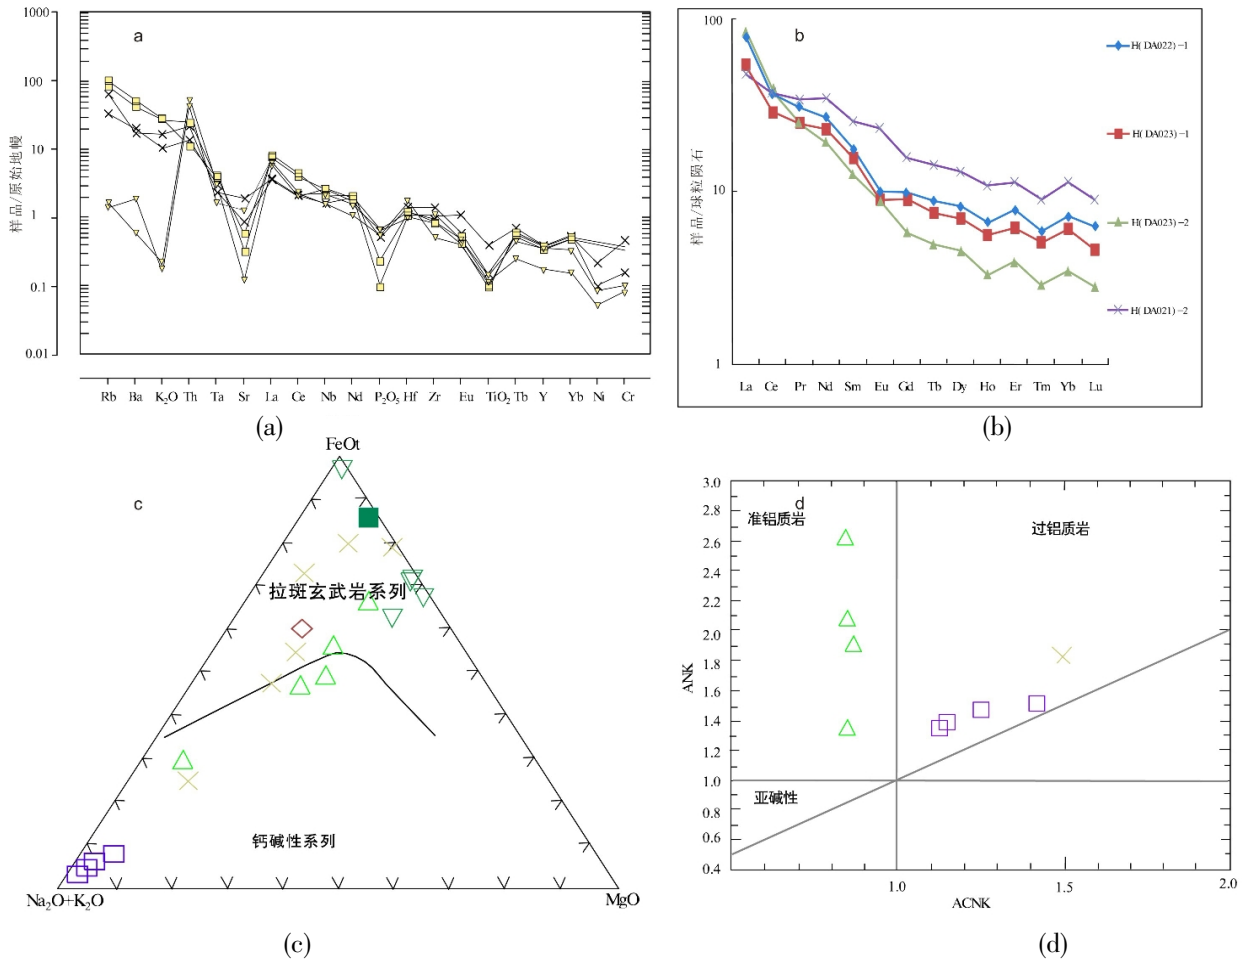 a
1000
100
10
1
0.1
0.01
样品/原始地幔
Rb Ba K₂O Th Ta Sr La Ce Nb Nd P₂O₅ Hf Zr Eu TiO₂ Tb Y Yb Ni Cr
(a)
b
100
10
1
样品/球粒陨石
La Ce Pr Nd Sm Eu Gd Tb Dy Ho Er Tm Yb Lu
H(DA022)-1
H(DA023)-1
H(DA023)-2
H(DA021)-2
(b)
FeOt
c
拉斑玄武岩系列
钙碱性系列
Na₂O+K₂O
MgO
(c)
d
准铝质岩
过铝质岩
亚碱性
3.0
2.8
2.6
2.4
2.2
2.0
1.8
1.6
1.4
1.2
1.0
0.8
0.6
0.4
ANK
1.0 1.5 2.0
ACNK
(d)